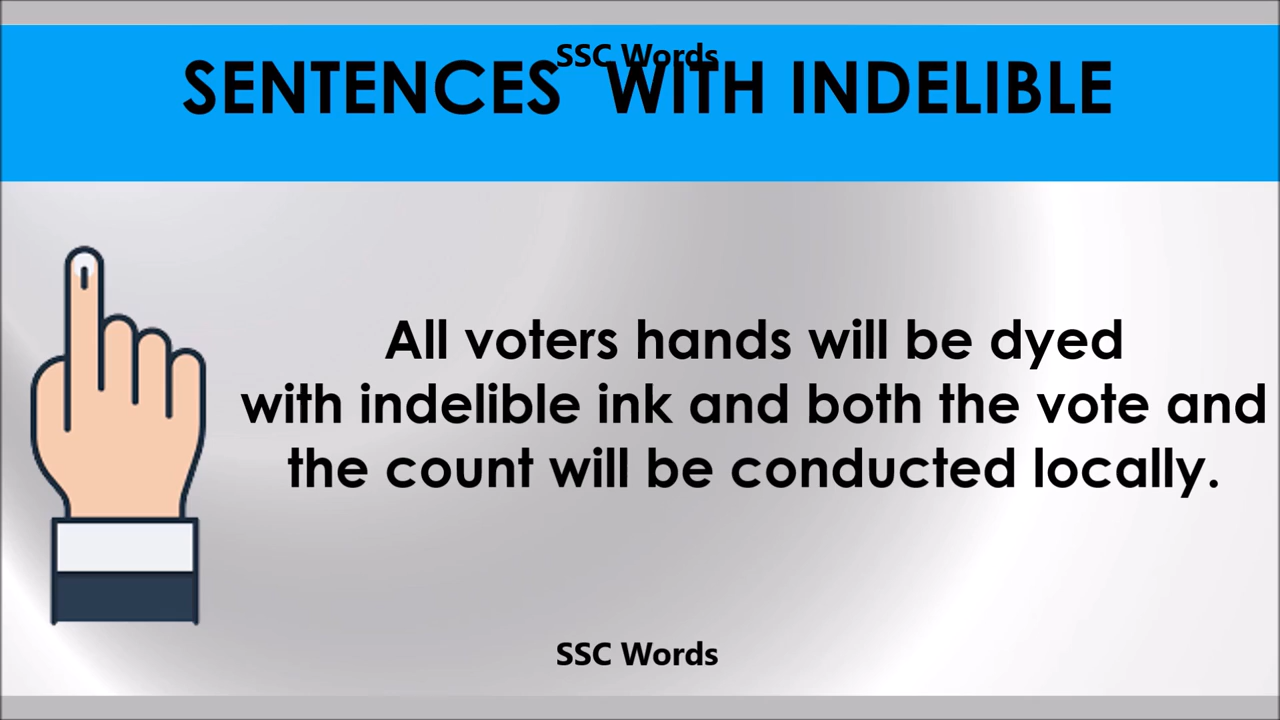 SSC Words
SENTENCES WITH INDELIBLE
All voters hands will be dyed
with indelible ink and both the vote and
the count will be conducted locally.
SSC Words